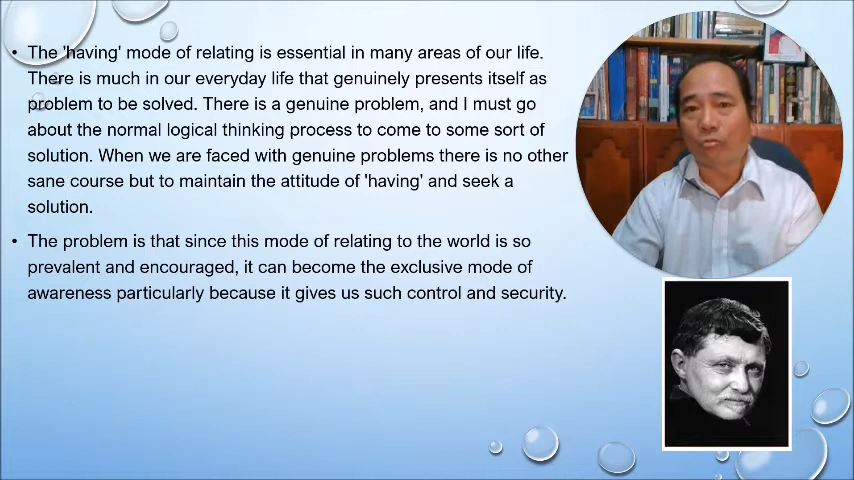 • The 'having' mode of relating is essential in many areas of our life.
There is much in our everyday life that genuinely presents itself as
problem to be solved. There is a genuine problem, and I must go
about the normal logical thinking process to come to some sort of
solution. When we are faced with genuine problems there is no other
sane course but to maintain the attitude of 'having' and seek a
solution.
• The problem is that since this mode of relating to the world is so
prevalent and encouraged, it can become the exclusive mode of
awareness particularly because it gives us such control and security.